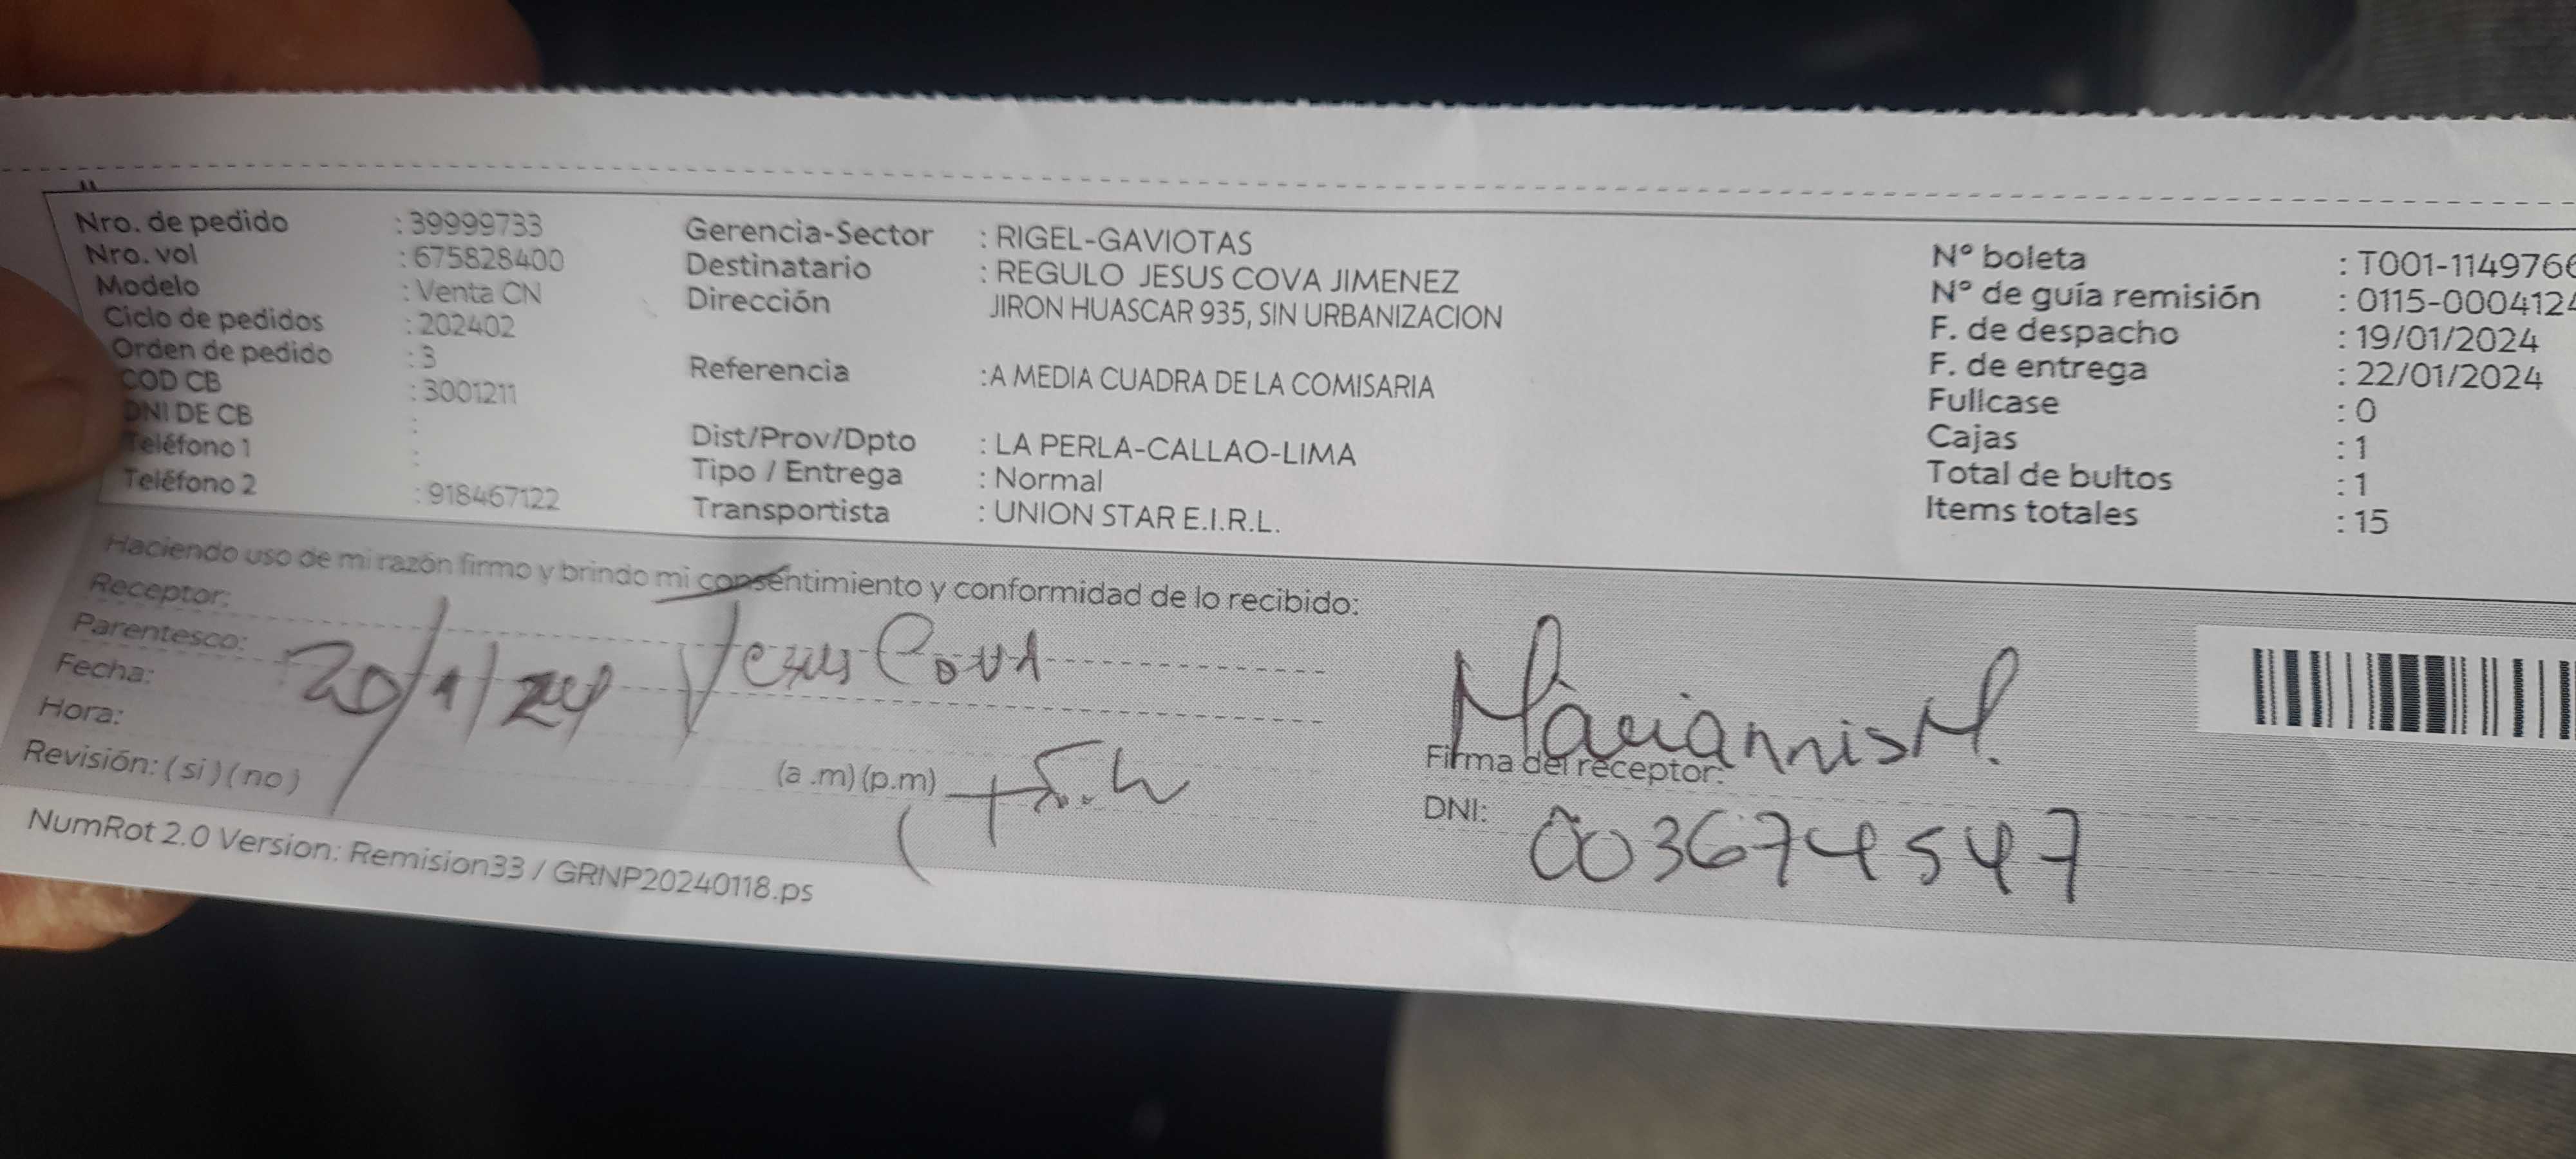 Nro. de pedido : 39999733
Nro. vol : 675828400
Modelo : Venta CN
Ciclo de pedidos : 202402
Orden de pedido : 3
COD CB : 3001211
DNI DE CB :
Teléfono 1 :
Teléfono 2 : 918467122
Gerencia-Sector : RIGEL-GAVIOTAS
Destinatario : REGULO JESUS COVA JIMENEZ
Dirección JIRON HUASCAR 935, SIN URBANIZACION
Referencia :A MEDIA CUADRA DE LA COMISARIA
Dist/Prov/Dpto : LA PERLA-CALLAO-LIMA
Tipo / Entrega : Normal
Transportista : UNION STAR E.I.R.L.
N° boleta : T001-1149766
N° de guía remisión : 0115-0004124
F. de despacho : 19/01/2024
F. de entrega : 22/01/2024
Fullcase : 0
Cajas : 1
Total de bultos : 1
Items totales : 15
Haciendo uso de mi razón firmo y brindo mi consentimiento y conformidad de lo recibido:
Receptor:
Parentesco: Jesus Cova
Fecha: 20/1/24
Hora:
(a .m) (p.m)
Revisión: ( si ) ( no )
Mariannis M.
Firma del receptor:
DNI: 003674547
NumRot 2.0 Version: Remision33 / GRNP20240118.ps